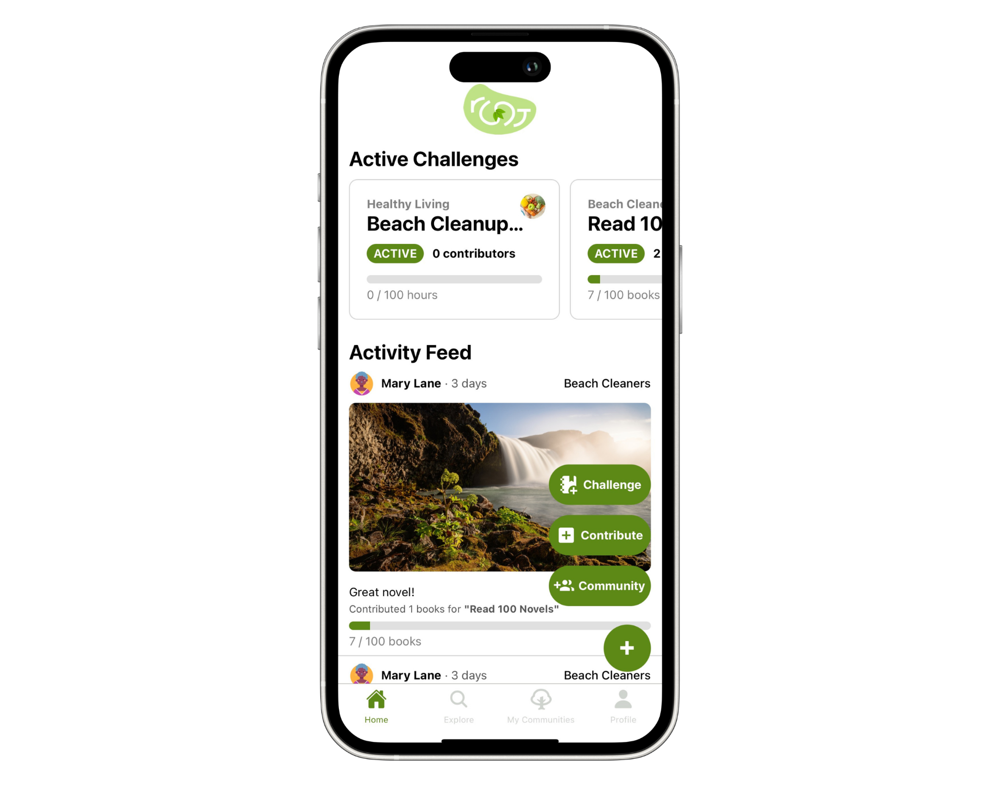 root
Active Challenges
Healthy Living
Beach Cleanup...
ACTIVE 0 contributors
0 / 100 hours
Beach Cleane
Read 10
ACTIVE 2
7 / 100 books
Activity Feed
Mary Lane · 3 days Beach Cleaners
Challenge
Contribute
Community
Great novel!
Contributed 1 books for "Read 100 Novels"
7 / 100 books
Mary Lane · 3 days Beach Cleaners
Home Explore My Communities Profile